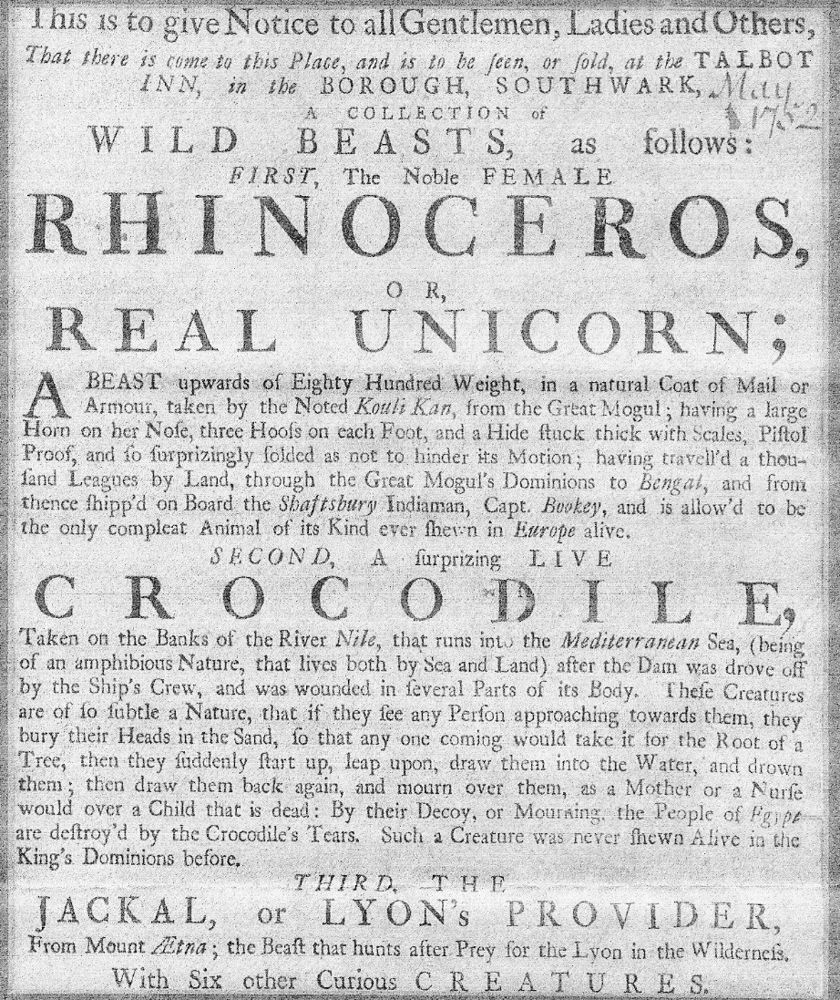 This is to give Notice to all Gentlemen, Ladies and Others,
That there is come to this Place, and is to be ſeen, or ſold, at the TALBOT
INN, in the BOROUGH, SOUTHWARK, May
1752
A COLLECTION of
WILD BEASTS, as follows:
FIRST, The Noble FEMALE
RHINOCEROS,
OR,
REAL UNICORN;
A BEAST upwards of Eighty Hundred Weight, in a natural Coat of Mail or
Armour, taken by the Noted Kouli Kan, from the Great Mogul; having a large
Horn on her Noſe, three Hoofs on each Foot, and a Hide ſtuck thick with Scales, Piſtol
Proof, and ſo ſurprizingly folded as not to hinder its Motion; having travell'd a thou-
ſand Leagues by Land, through the Great Mogul's Dominions to Bengal, and from
thence ſhipp'd on Board the Shaftsbury Indiaman, Capt. Bookey, and is allow'd to be
the only compleat Animal of its Kind ever ſhewn in Europe alive.
SECOND, A ſurprizing LIVE
CROCODILE,
Taken on the Banks of the River Nile, that runs into the Mediterranean Sea, (being
of an amphibious Nature, that lives both by Sea and Land) after the Dam was drove off
by the Ship's Crew, and was wounded in ſeveral Parts of its Body. Theſe Creatures
are of ſo ſubtle a Nature, that if they ſee any Perſon approaching towards them, they
bury their Heads in the Sand, ſo that any one coming would take it for the Root of a
Tree, then they ſuddenly ſtart up, leap upon, draw them into the Water, and drown
them; then draw them back again, and mourn over them, as a Mother or a Nurſe
would over a Child that is dead: By their Decoy, or Mourning, the People of Egypt
are deſtroy'd by the Crocodile's Tears. Such a Creature was never ſhewn Alive in the
King's Dominions before.
THIRD, THE
JACKAL, or LYON's PROVIDER,
From Mount Ætna; the Beaſt that hunts after Prey for the Lyon in the Wilderneſs.
With Six other Curious CREATURES.